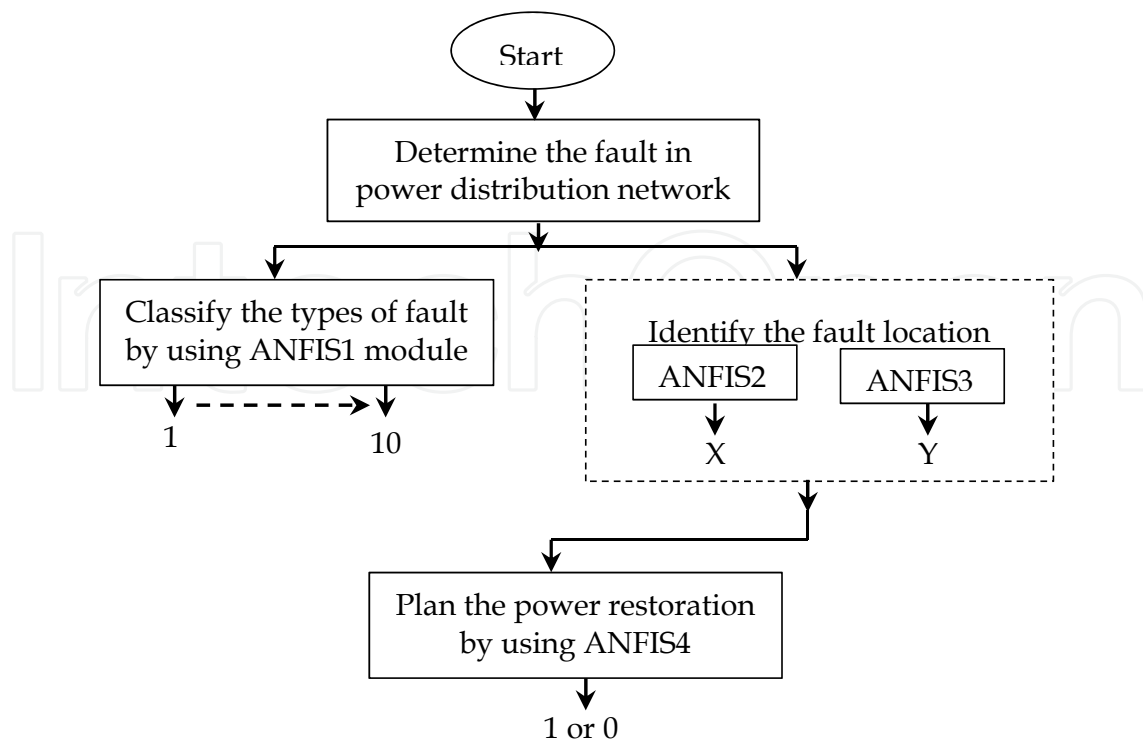 Start
Determine the fault in
power distribution network
Classify the types of fault
by using ANFIS1 module
1
10
Identify the fault location
ANFIS2
ANFIS3
X
Y
Plan the power restoration
by using ANFIS4
1 or 0